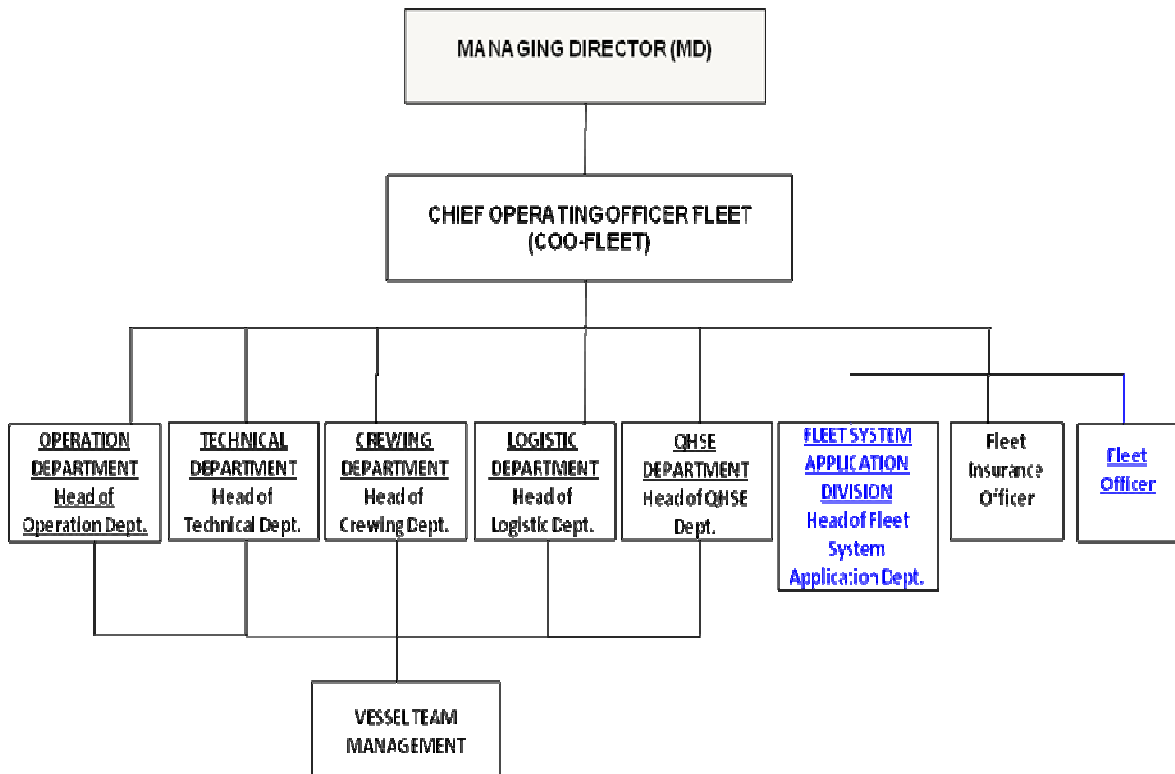 MANAGING DIRECTOR (MD)
CHIEF OPERATING OFFICER FLEET
(COO-FLEET)
OPERATION
DEPARTMENT
Head of
Operation Dept.
TECHNICAL
DEPARTMENT
Head of
Technical Dept.
CREWING
DEPARTMENT
Head of
Crewing Dept.
LOGISTIC
DEPARTMENT
Head of
Logistic Dept.
QHSE
DEPARTMENT
Head of QHSE
Dept.
FLEET SYSTEM
APPLICATION
DIVISION
Head of Fleet
System
Application Dept.
Fleet
Insurance
Officer
Fleet
Officer
VESSEL TEAM
MANAGEMENT